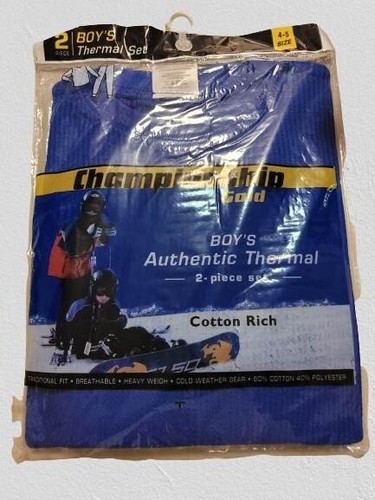 2 PIECE
BOY'S
Thermal Set
4-5
SIZE
Championship
Gold
BOY'S
Authentic Thermal
2-piece set
Cotton Rich
TRADITIONAL FIT • BREATHABLE • HEAVY WEIGH • COLD WEATHER GEAR • 60% COTTON 40% POLYESTER